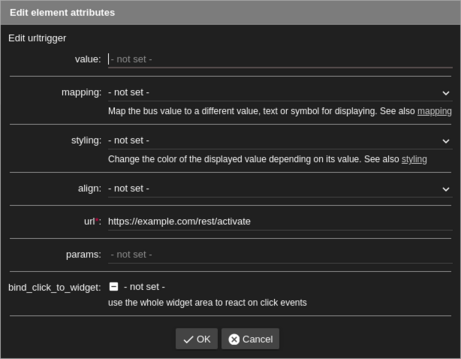 Edit element attributes
Edit urltrigger
value: - not set -
mapping: - not set -
Map the bus value to a different value, text or symbol for displaying. See also mapping
styling: - not set -
Change the color of the displayed value depending on its value. See also styling
align: - not set -
url*: https://example.com/rest/activate
params: - not set -
bind_click_to_widget: - not set -
use the whole widget area to react on click events
OK Cancel